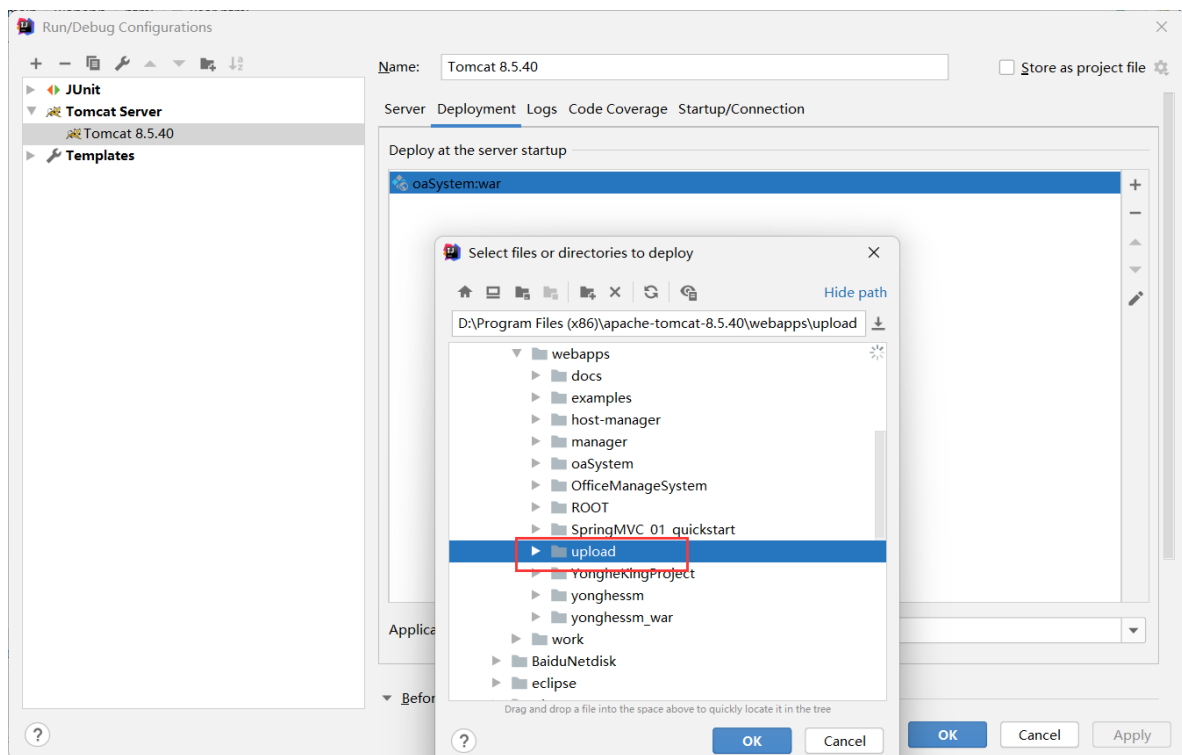 Run/Debug Configurations
Name: Tomcat 8.5.40 Store as project file
JUnit
Tomcat Server
Tomcat 8.5.40
Templates
Server Deployment Logs Code Coverage Startup/Connection
Deploy at the server startup
oaSystem:war
Select files or directories to deploy
Hide path
D:\Program Files (x86)\apache-tomcat-8.5.40\webapps\upload
webapps
docs
examples
host-manager
manager
oaSystem
OfficeManageSystem
ROOT
SpringMVC_01_quickstart
upload
YongheKingProject
yonghessm
yonghessm_war
work
BaiduNetdisk
eclipse
Drag and drop a file into the space above to quickly locate it in the tree
? OK Cancel
Applica
Befor
? OK Cancel Apply